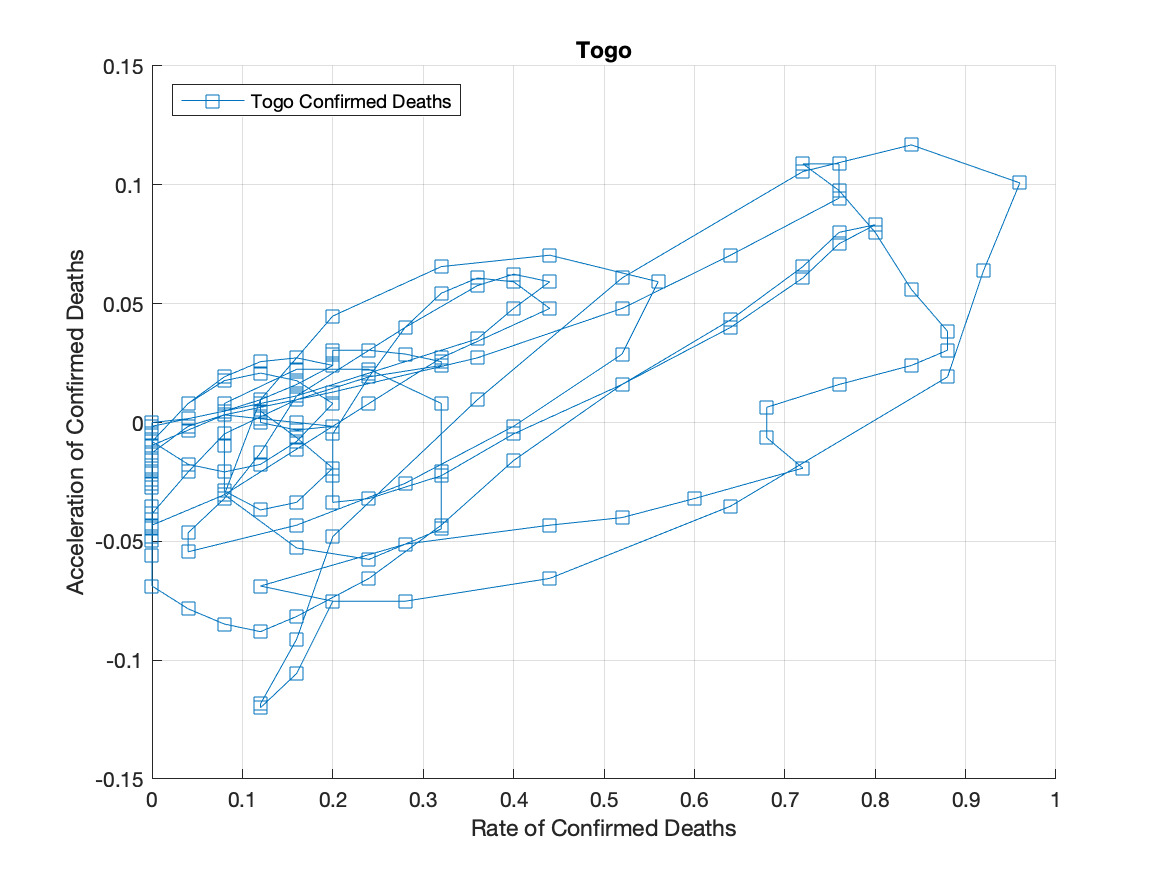 Togo
Togo Confirmed Deaths
0.15
0.1
0.05
0
-0.05
-0.1
-0.15
Acceleration of Confirmed Deaths
0 0.1 0.2 0.3 0.4 0.5 0.6 0.7 0.8 0.9 1
Rate of Confirmed Deaths